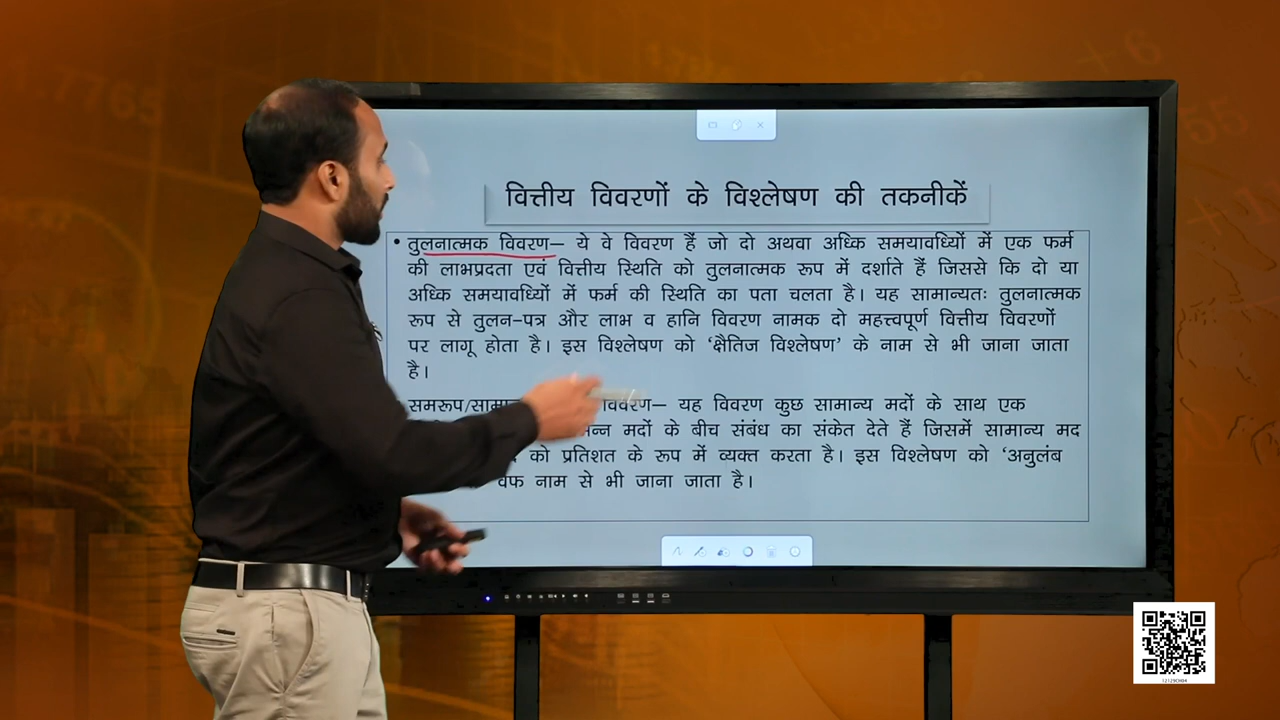 वित्तीय विवरणों के विश्लेषण की तकनीकें
• तुलनात्मक विवरण– ये वे विवरण हैं जो दो अथवा अध्कि समयावध्यिों में एक फर्म
की लाभप्रदता एवं वित्तीय स्थिति को तुलनात्मक रूप में दर्शाते हैं जिससे कि दो या
अध्कि समयावध्यिों में फर्म की स्थिति का पता चलता है। यह सामान्यतः तुलनात्मक
रूप से तुलन-पत्र और लाभ व हानि विवरण नामक दो महत्त्वपूर्ण वित्तीय विवरणों
पर लागू होता है। इस विश्लेषण को ‘क्षैतिज विश्लेषण’ के नाम से भी जाना जाता
है।
विवरण– यह विवरण कुछ सामान्य मदों के साथ एक
मदों के बीच संबंध का संकेत देते हैं जिसमें सामान्य मद
को प्रतिशत के रूप में व्यक्त करता है। इस विश्लेषण को ‘अनुलंब
वेफ नाम से भी जाना जाता है।
12129CH04